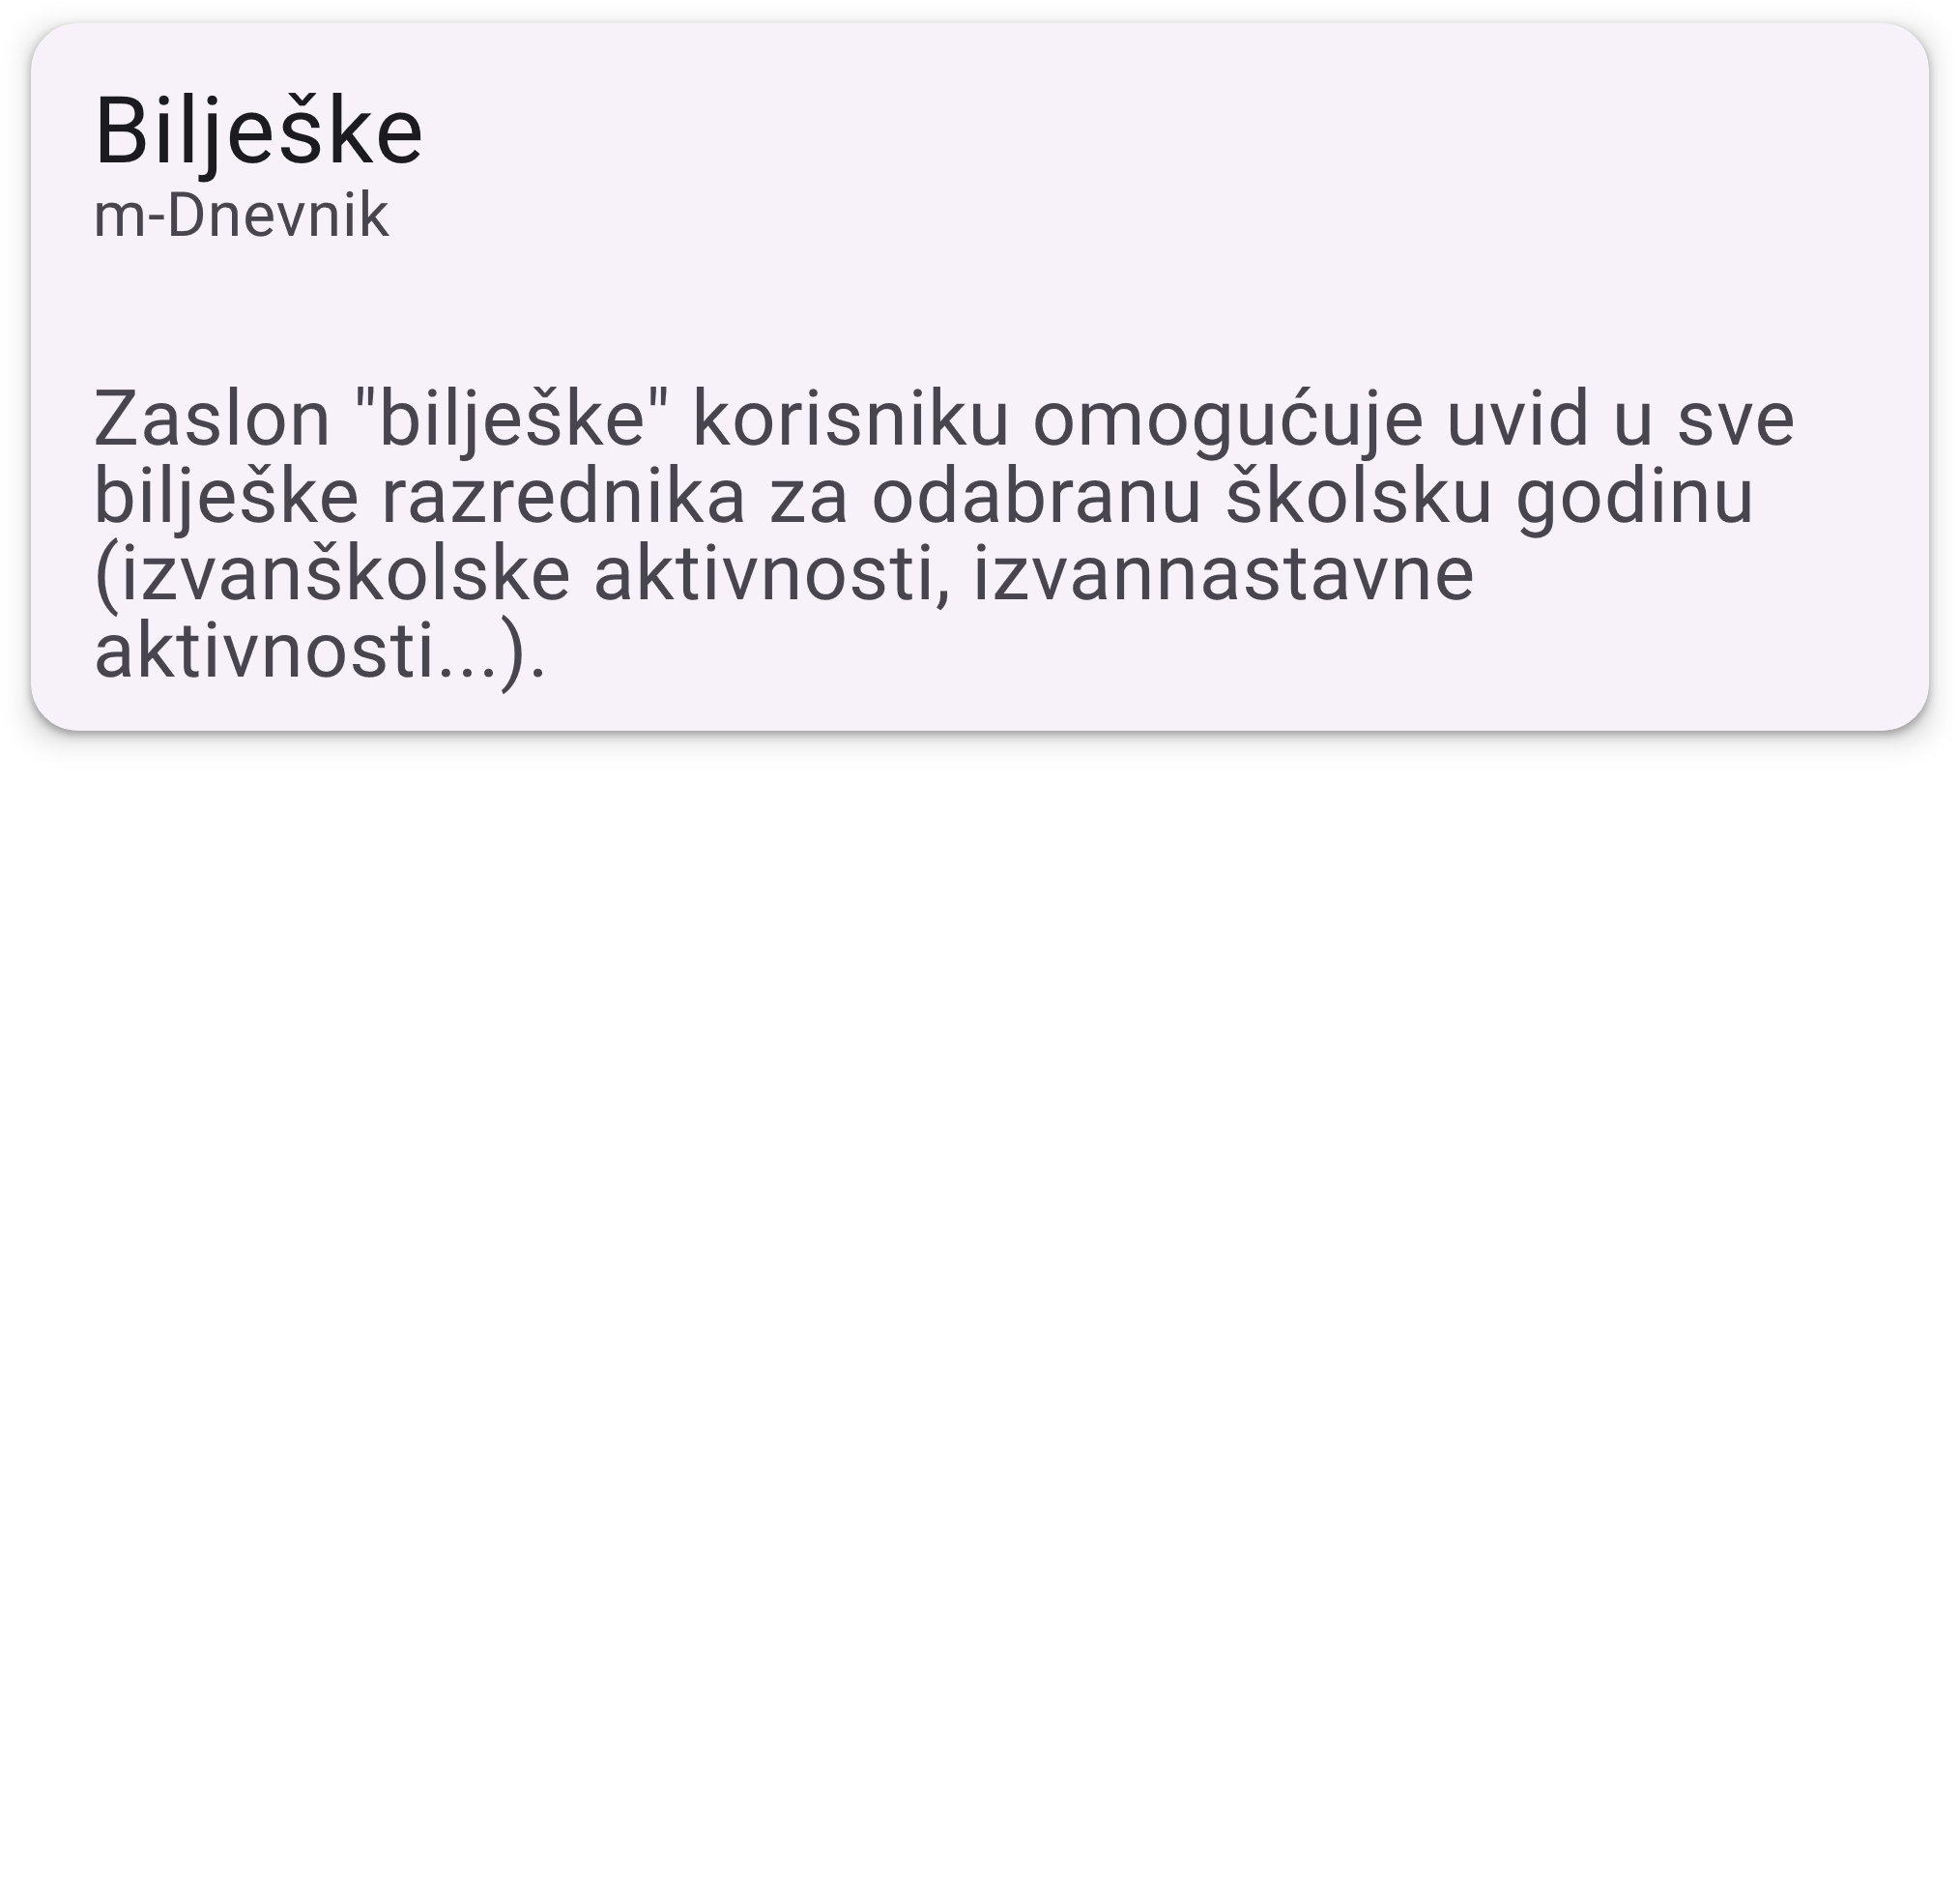 Bilješke
m-Dnevnik
Zaslon "bilješke" korisniku omogućuje uvid u sve
bilješke razrednika za odabranu školsku godinu
(izvanškolske aktivnosti, izvannastavne
aktivnosti...).